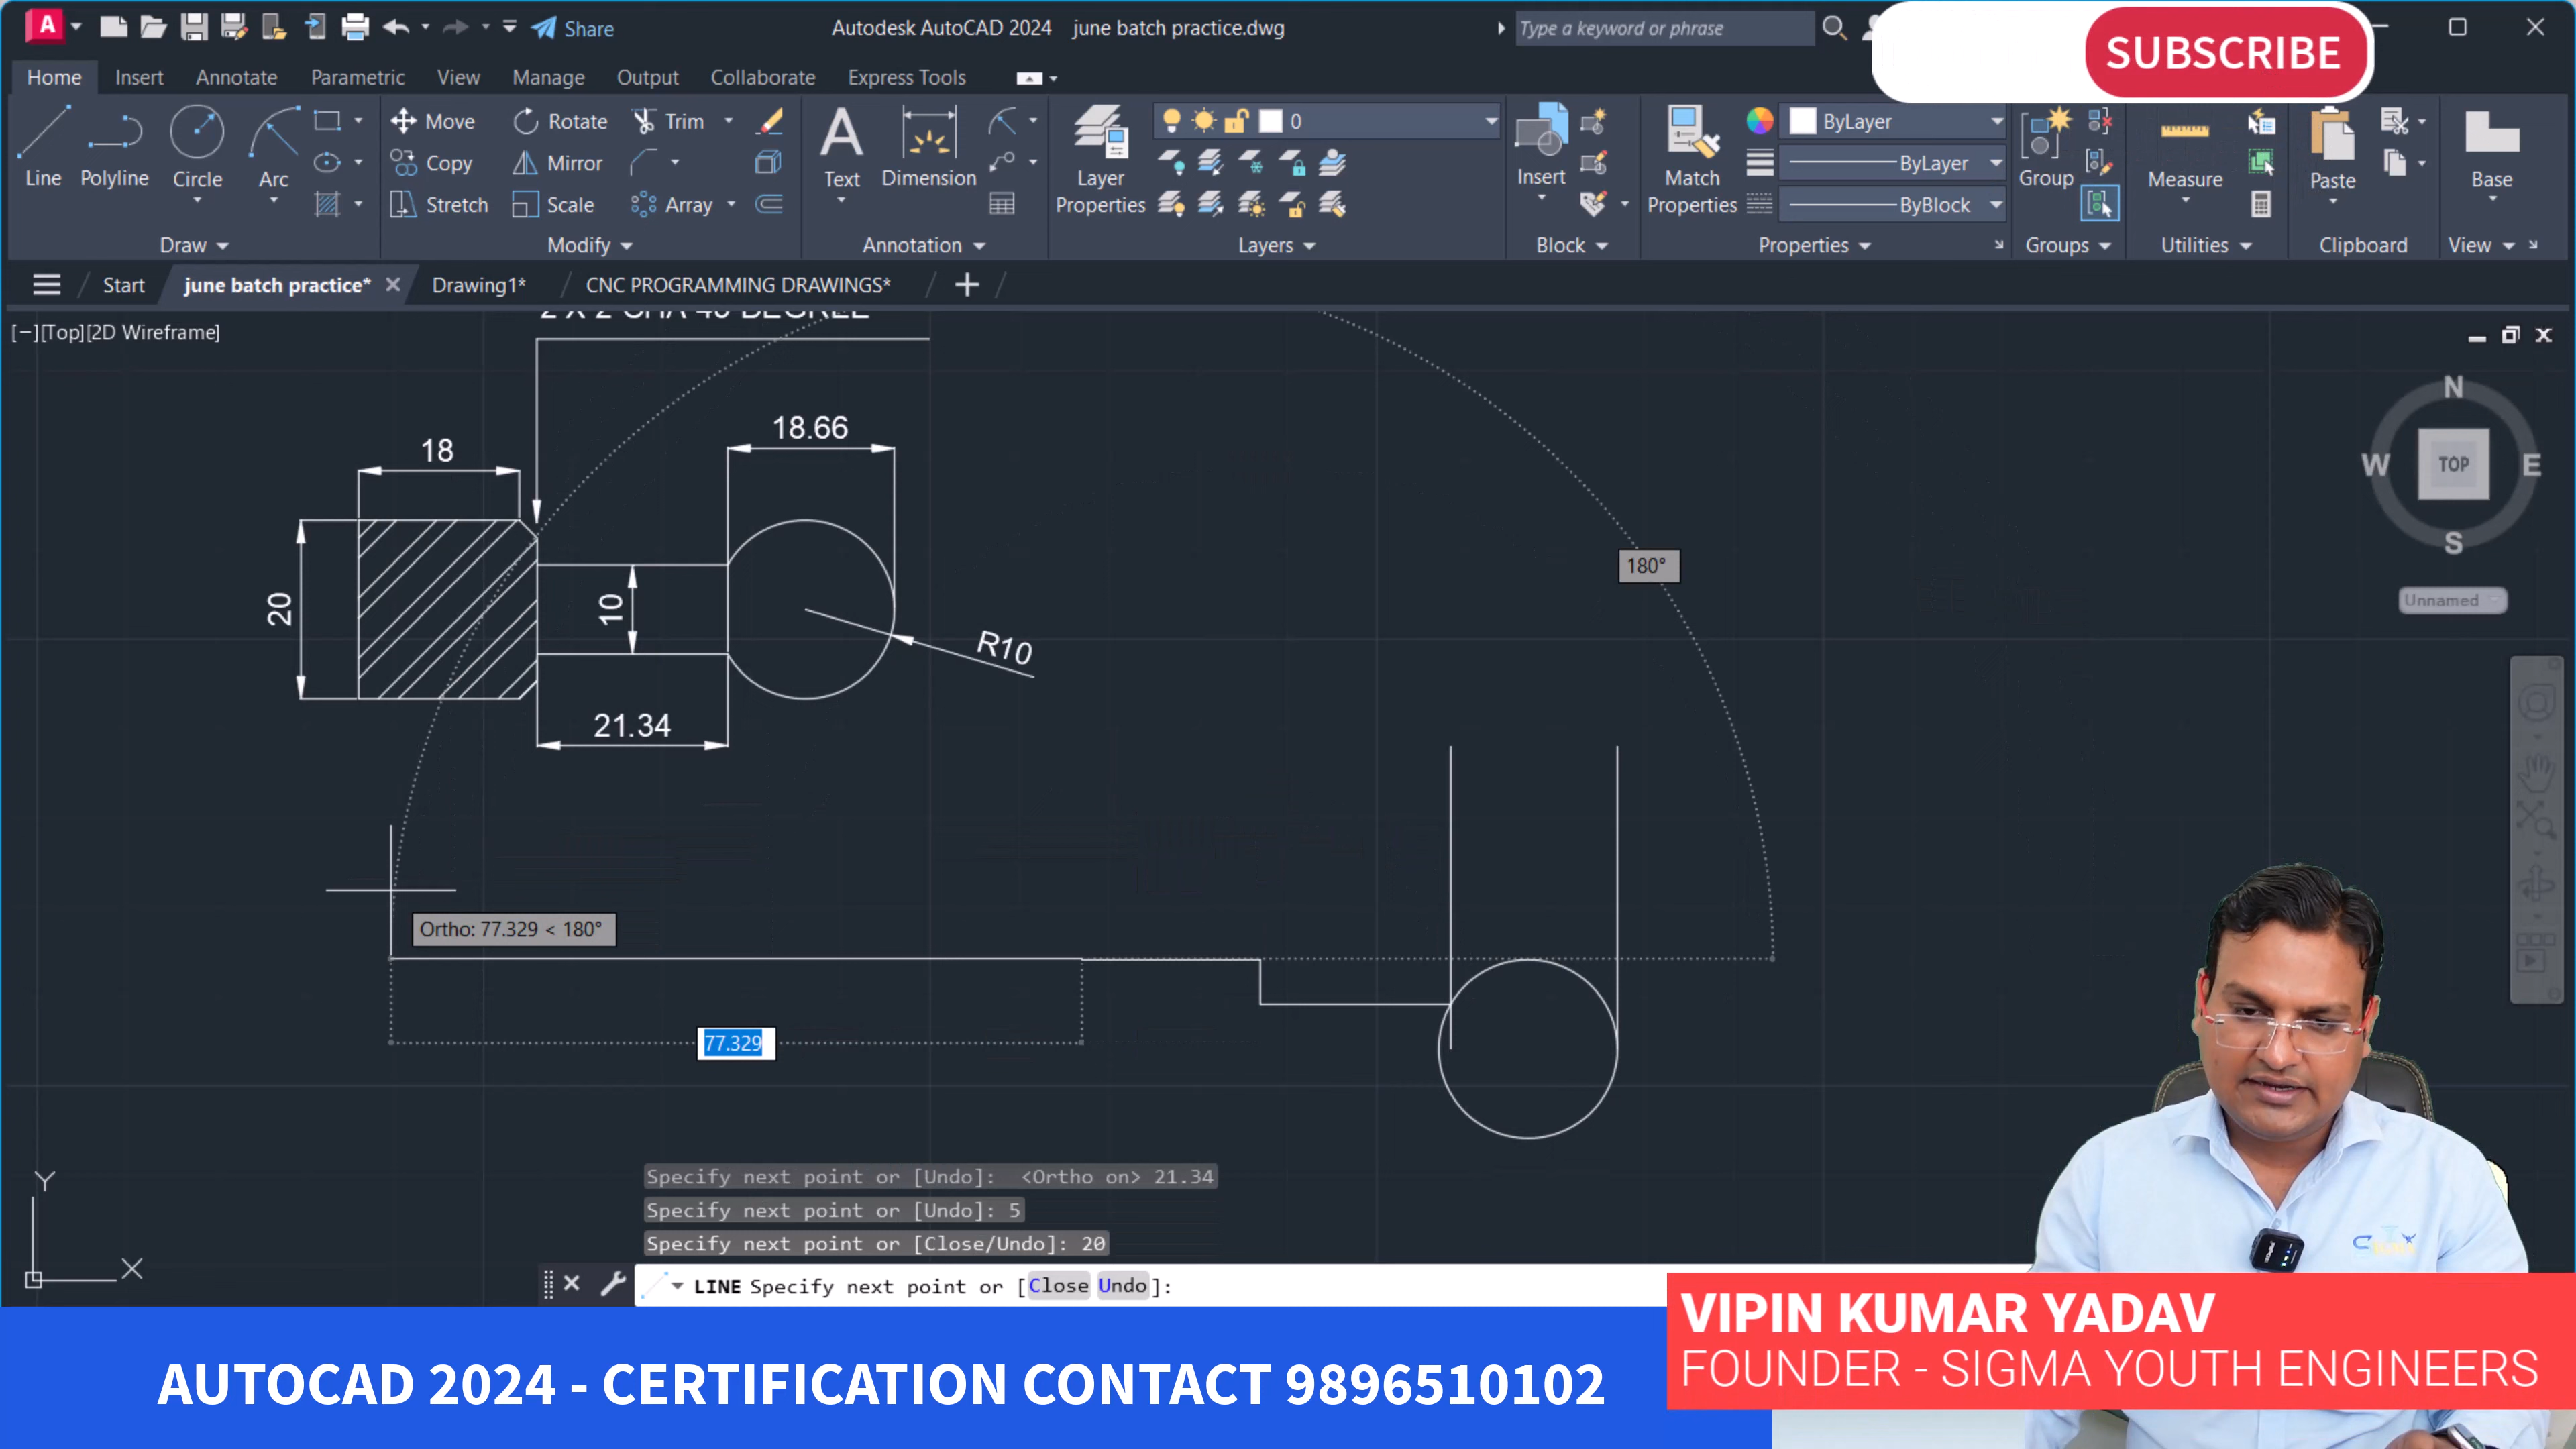 Share
Autodesk AutoCAD 2024 june batch practice.dwg
Type a keyword or phrase
SUBSCRIBE
Home Insert Annotate Parametric View Manage Output Collaborate Express Tools
Line Polyline Circle Arc
Move Rotate Trim
Copy Mirror
Stretch Scale Array
Text Dimension
Layer Properties
0
Insert
Match Properties
ByLayer
ByLayer
ByBlock
Group
Measure
Paste
Base
Draw Modify Annotation Layers Block Properties Groups Utilities Clipboard View
Start june batch practice* Drawing1* CNC PROGRAMMING DRAWINGS*
[−][Top][2D Wireframe]
18
18.66
20
10
R10
21.34
180°
N
W TOP E
S
Unnamed
Ortho: 77.329 < 180°
77.329
Y
X
Specify next point or [Undo]: <Ortho on> 21.34
Specify next point or [Undo]: 5
Specify next point or [Close/Undo]: 20
LINE Specify next point or [Close Undo]:
VIPIN KUMAR YADAV
FOUNDER - SIGMA YOUTH ENGINEERS
AUTOCAD 2024 - CERTIFICATION CONTACT 9896510102